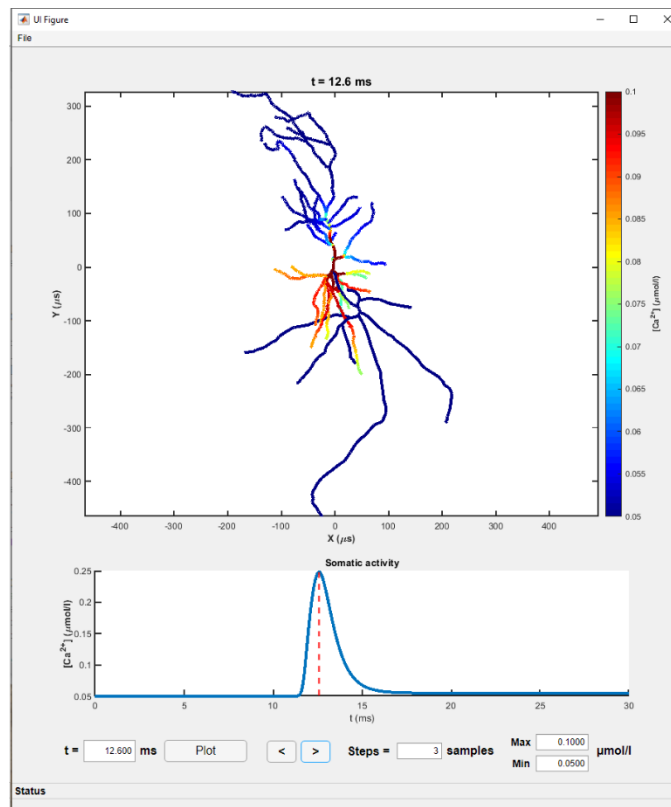 UI Figure
File
t = 12.6 ms
300
200
100
0
-100
-200
-300
-400
Y (μs)
-400 -300 -200 -100 0 100 200 300 400
X (μs)
0.1
0.095
0.09
0.085
0.08
0.075
0.07
0.065
0.06
0.055
0.05
[Ca²⁺] (μmol/l)
Somatic activity
0.25
0.2
0.15
0.1
0.05
[Ca²⁺] (μmol/l)
0 5 10 15 20 25 30
t (ms)
t = 12.600 ms Plot < > Steps = 3 samples Max 0.1000 μmol/l
Min 0.0500
Status